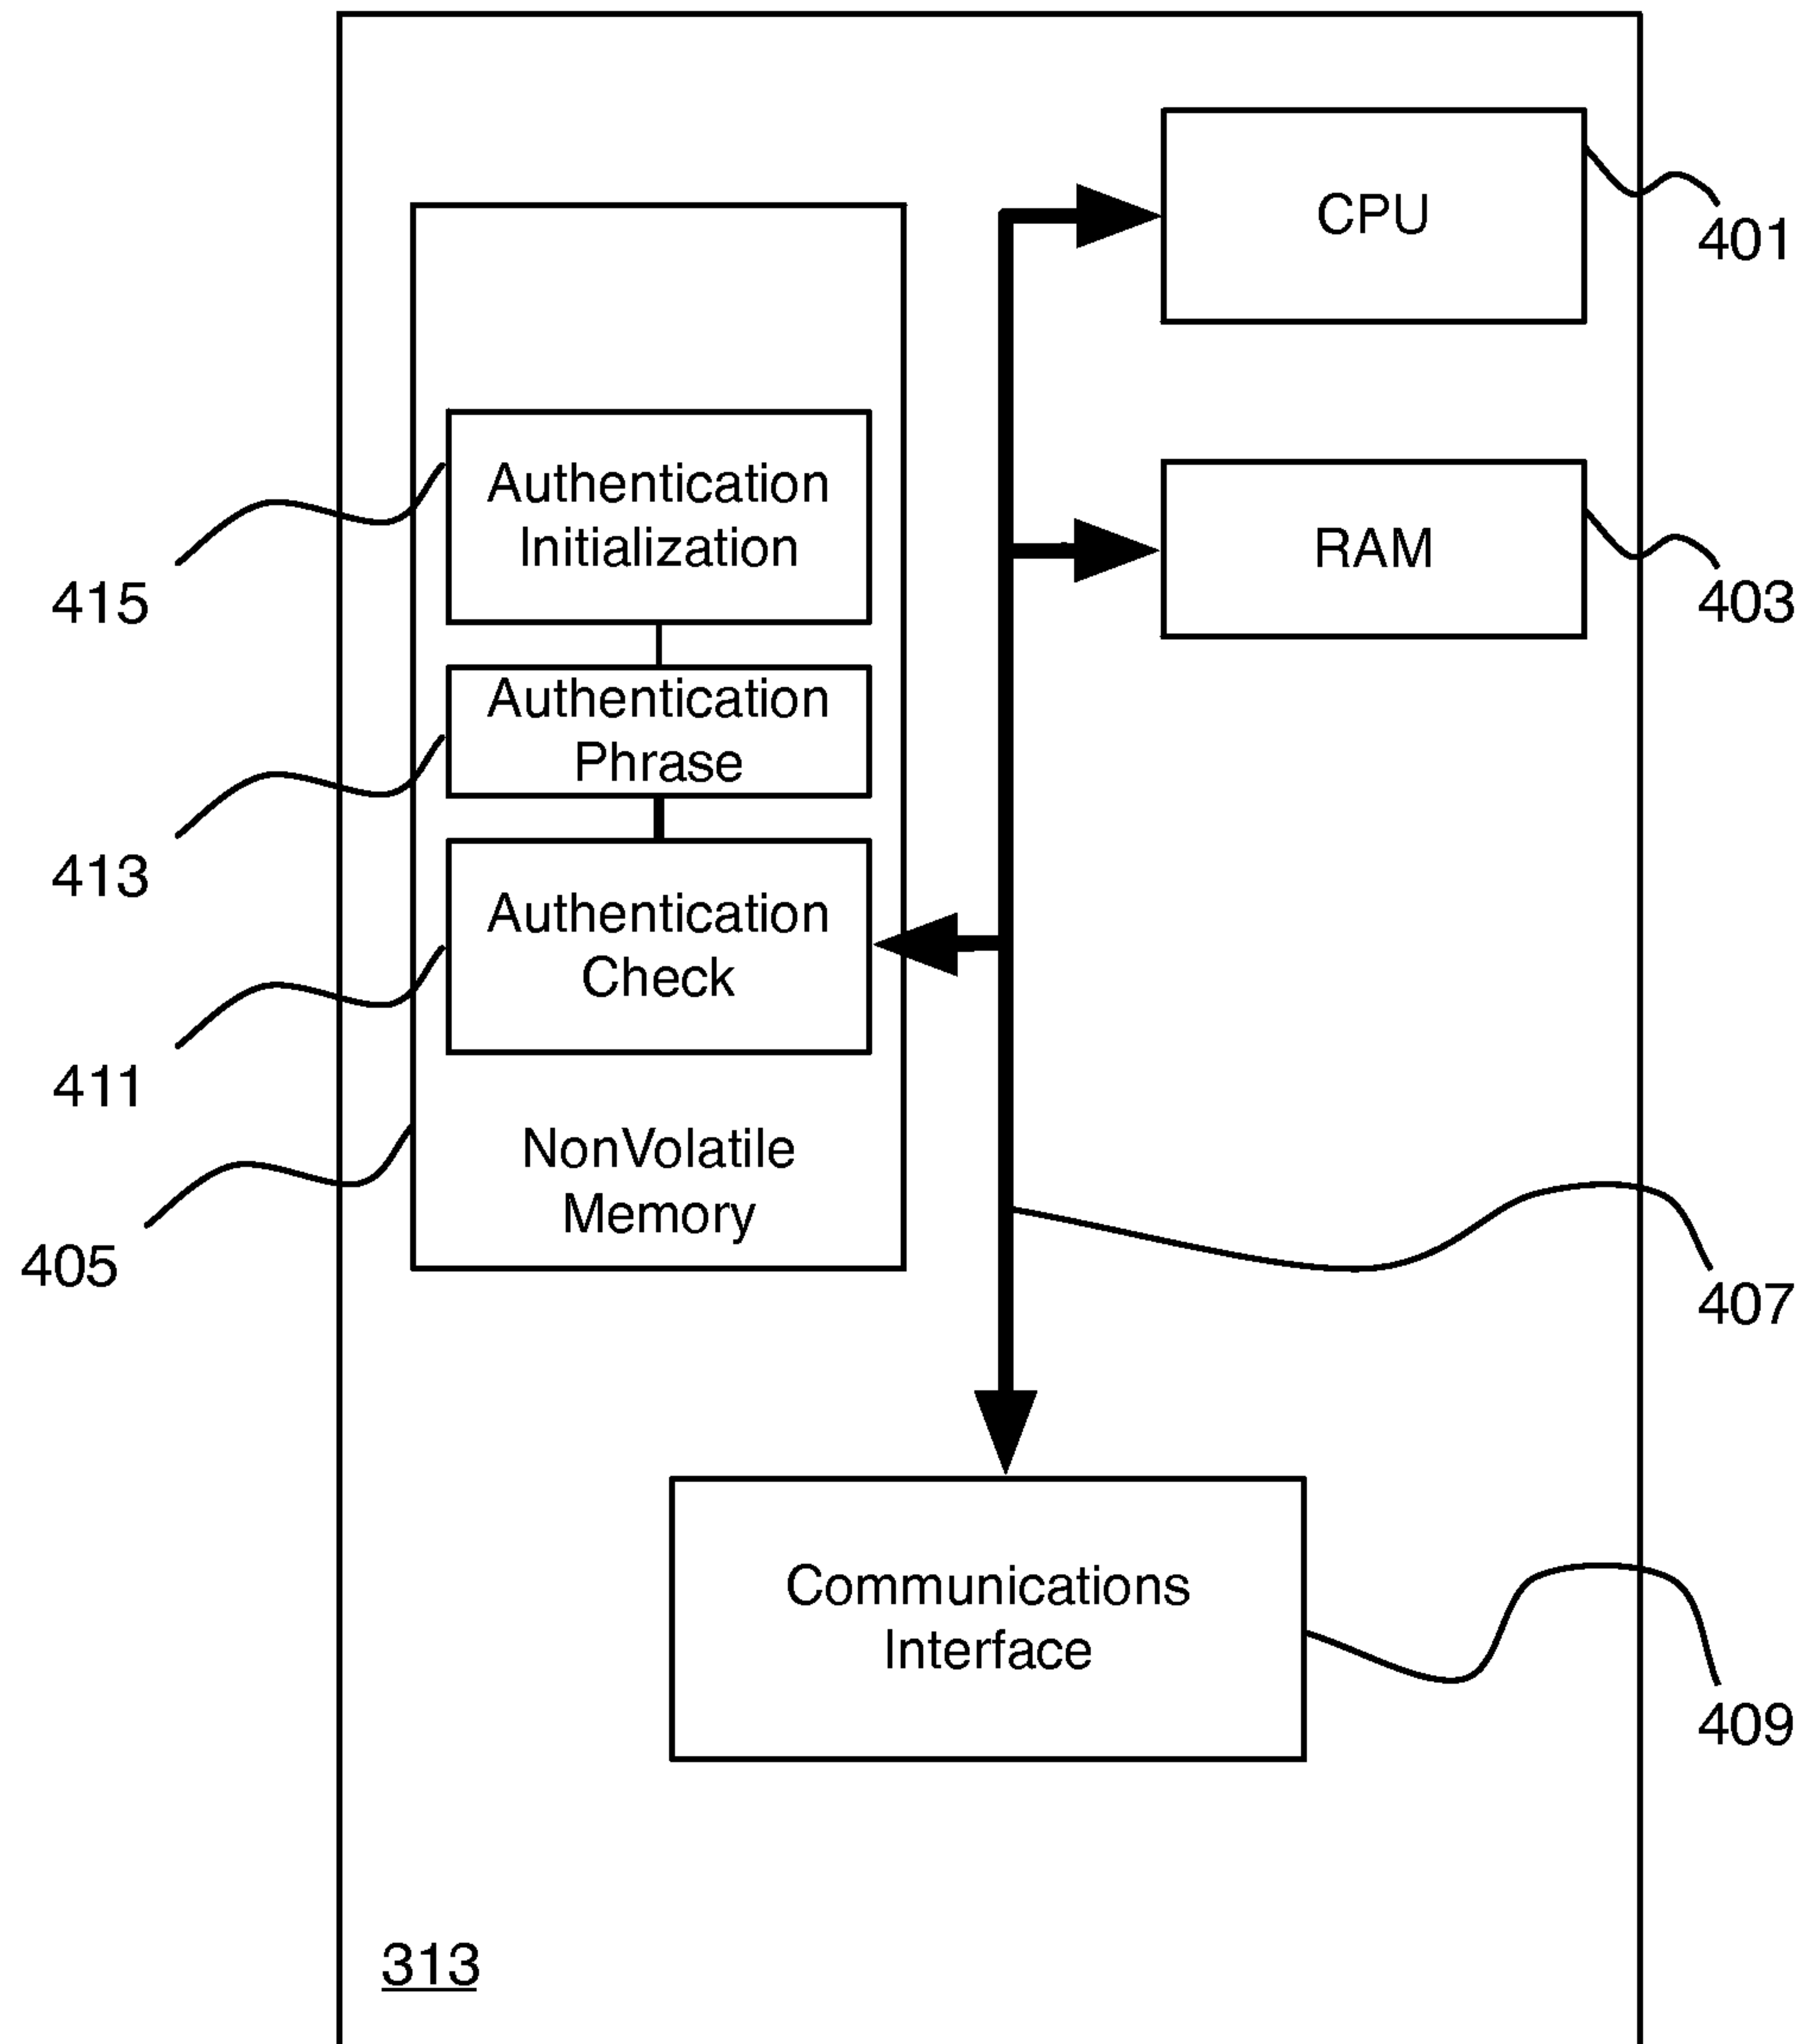 CPU
401
Authentication
Initialization
415
RAM
403
Authentication
Phrase
413
Authentication
Check
411
NonVolatile
Memory
405
407
Communications
Interface
409
313